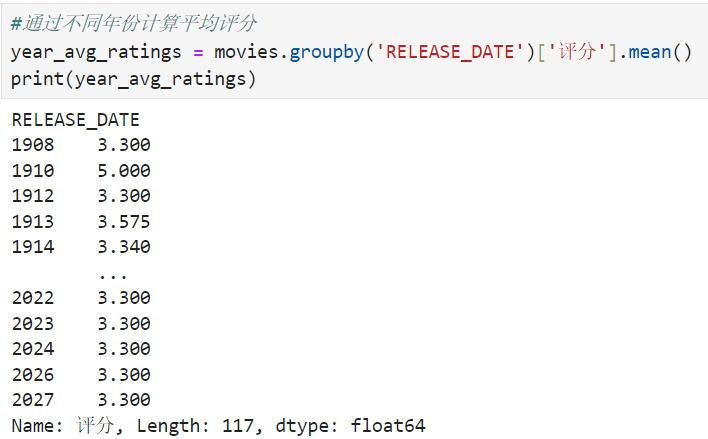 #通过不同年份计算平均评分
year_avg_ratings = movies.groupby('RELEASE_DATE')['评分'].mean()
print(year_avg_ratings)
RELEASE_DATE
1908    3.300
1910    5.000
1912    3.300
1913    3.575
1914    3.340
        ...
2022    3.300
2023    3.300
2024    3.300
2026    3.300
2027    3.300
Name: 评分, Length: 117, dtype: float64